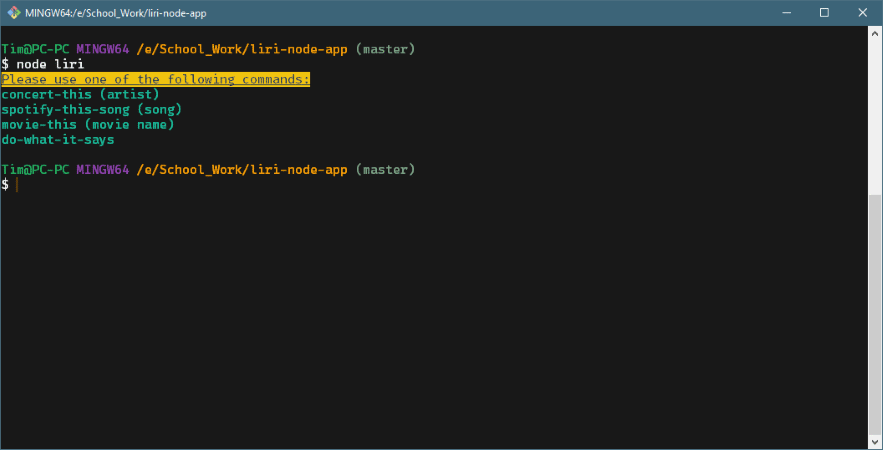 MINGW64:/e/School_Work/liri-node-app
Tim@PC-PC MINGW64 /e/School_Work/liri-node-app (master)
$ node liri
Please use one of the following commands:
concert-this (artist)
spotify-this-song (song)
movie-this (movie name)
do-what-it-says
Tim@PC-PC MINGW64 /e/School_Work/liri-node-app (master)
$